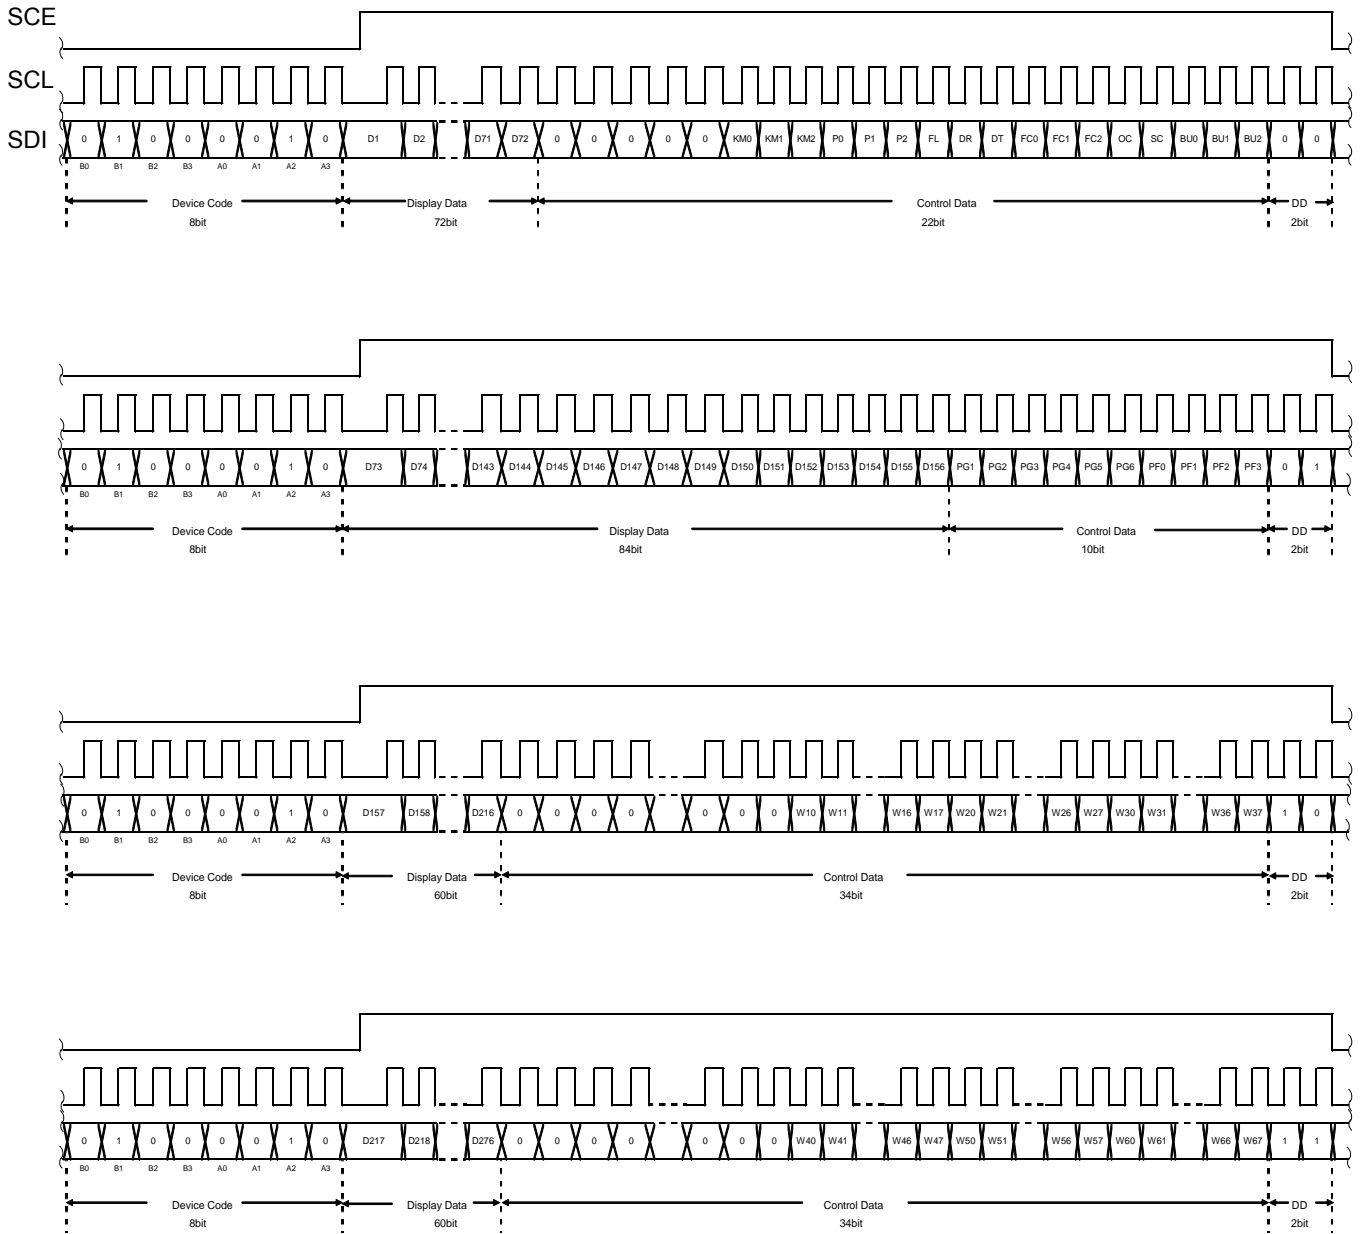 SCE
SCL
SDI
0 1 0 0 0 0 1 0 D1 D2 D71 D72 0 0 0 0 0 KM0 KM1 KM2 P0 P1 P2 FL DR DT FC0 FC1 FC2 OC SC BU0 BU1 BU2 0 0
B0 B1 B2 B3 A0 A1 A2 A3
Device Code Display Data Control Data DD
8bit 72bit 22bit 2bit
0 1 0 0 0 0 1 0 D73 D74 D143 D144 D145 D146 D147 D148 D149 D150 D151 D152 D153 D154 D155 D156 PG1 PG2 PG3 PG4 PG5 PG6 PF0 PF1 PF2 PF3 0 1
B0 B1 B2 B3 A0 A1 A2 A3
Device Code Display Data Control Data DD
8bit 84bit 10bit 2bit
0 1 0 0 0 0 1 0 D157 D158 D216 0 0 0 0 0 0 0 W10 W11 W16 W17 W20 W21 W26 W27 W30 W31 W36 W37 1 0
B0 B1 B2 B3 A0 A1 A2 A3
Device Code Display Data Control Data DD
8bit 60bit 34bit 2bit
0 1 0 0 0 0 1 0 D217 D218 D276 0 0 0 0 0 0 0 W40 W41 W46 W47 W50 W51 W56 W57 W60 W61 W66 W67 1 1
B0 B1 B2 B3 A0 A1 A2 A3
Device Code Display Data Control Data DD
8bit 60bit 34bit 2bit